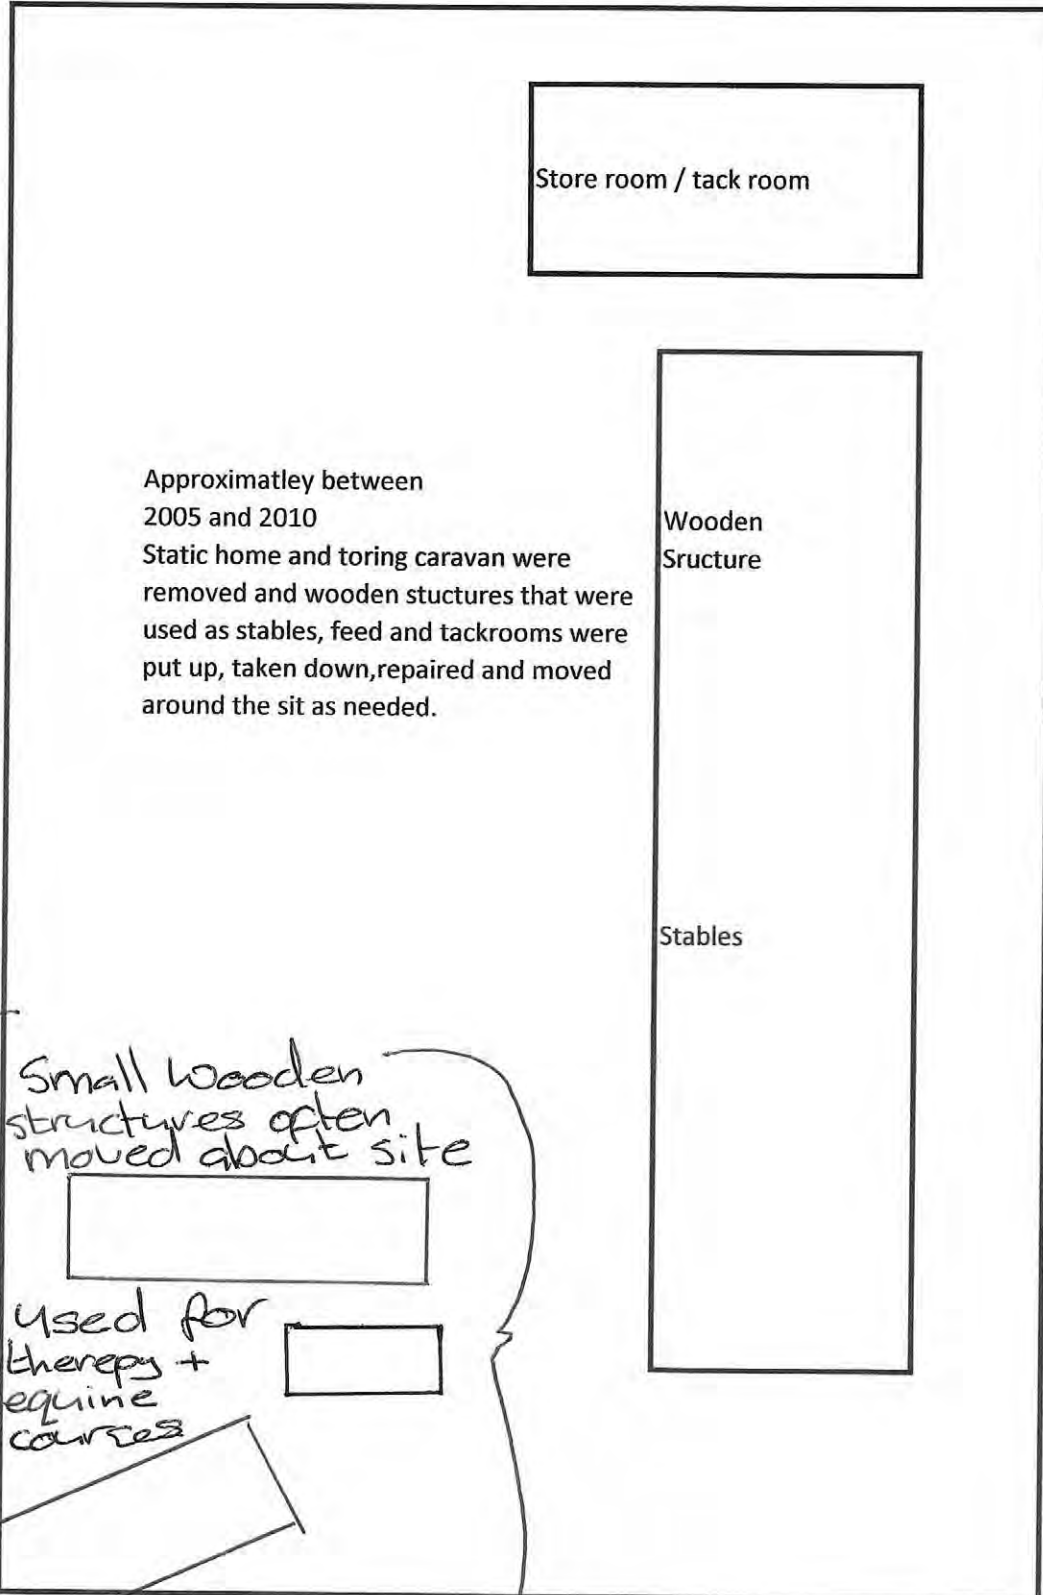 Store room / tack room
Approximatley between
2005 and 2010
Static home and toring caravan were
removed and wooden stuctures that were
used as stables, feed and tackrooms were
put up, taken down,repaired and moved
around the sit as needed.
Wooden
Sructure
Stables
Small wooden
structures often
moved about site
used for
therepy +
equine
courses